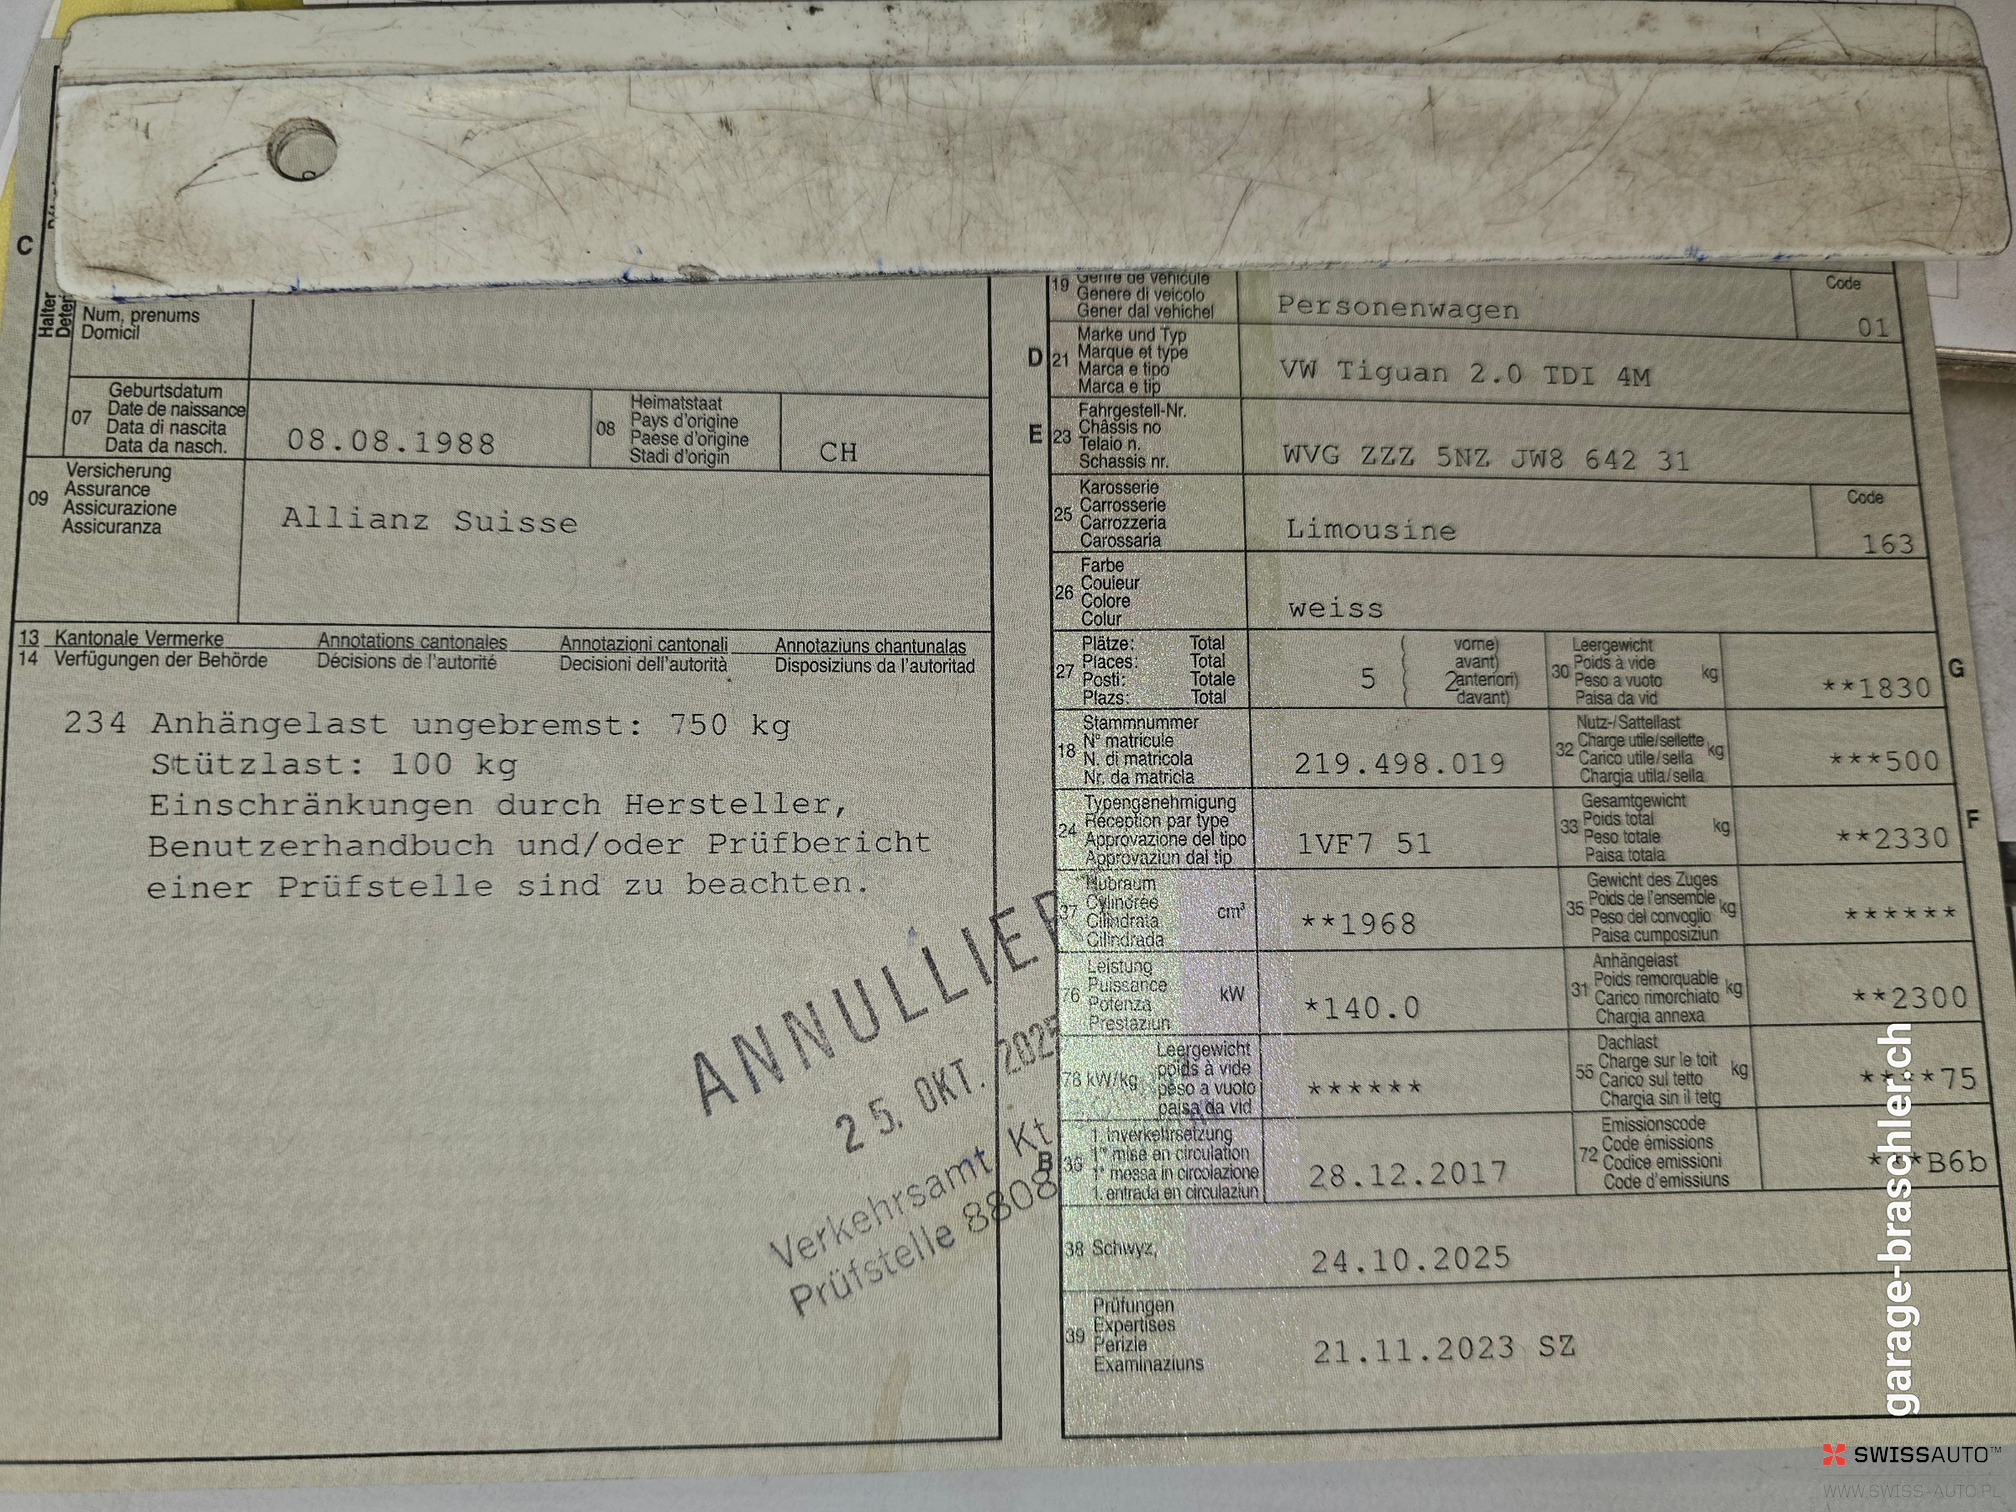 C
Halter
Num, prenums
Domicil
07
Geburtsdatum
Date de naissance
Data di nascita
Data da nasch.
08.08.1988
08
Heimatstaat
Pays d'origine
Paese d'origine
Stadi d'origin
CH
09
Versicherung
Assurance
Assicurazione
Assicuranza
Allianz Suisse
13 Kantonale Vermerke Annotations cantonales Annotazioni cantonali Annotaziuns chantunalas
14 Verfügungen der Behörde Décisions de l'autorité Decisioni dell'autorità Disposiziuns da l'autoritad
234 Anhängelast ungebremst: 750 kg
Stützlast: 100 kg
Einschränkungen durch Hersteller,
Benutzerhandbuch und/oder Prüfbericht
einer Prüfstelle sind zu beachten.
ANNULLIER
25. OKT. 2025
Verkehrsamt Kt
Prüfstelle 8808
19
Genre de véhicule
Genere di veicolo
Gener dal vehichel
Personenwagen
Code
01
D
21
Marke und Typ
Marque et type
Marca e tipo
Marca e tip
VW Tiguan 2.0 TDI 4M
E
23
Fahrgestell-Nr.
Châssis no
Telaio n.
Schassis nr.
WVG ZZZ 5NZ JW8 642 31
25
Karosserie
Carrosserie
Carrozzeria
Carossaria
Limousine
Code
163
26
Farbe
Couleur
Colore
Colur
weiss
27
Plätze: Total
Places: Total
Posti: Totale
Plazs: Total
5
( vorne)
avant)
2 anteriori)
( davant)
30
Leergewicht
Poids à vide
Peso a vuoto
Paisa da vid
kg
**1830
G
18
Stammnummer
N° matricule
N. di matricola
Nr. da matricla
219.498.019
32
Nutz-/Sattellast
Charge utile/sellette
Carico utile/sella
Chargia utila/sella
kg
***500
24
Typengenehmigung
Réception par type
Approvazione del tipo
Approvaziun dal tip
1VF7 51
33
Gesamtgewicht
Poids total
Peso totale
Paisa totala
kg
**2330
F
37
Hubraum
Cylindrée
Cilindrata
Cilindrada
cm³
**1968
35
Gewicht des Zuges
Poids de l'ensemble
Peso del convoglio
Paisa cumposiziun
kg
******
76
Leistung
Puissance
Potenza
Prestaziun
kW
*140.0
31
Anhängelast
Poids remorquable
Carico rimorchiato
Chargia annexa
kg
**2300
78 kW/kg
Leergewicht
poids à vide
peso a vuoto
paisa da vid
******
55
Dachlast
Charge sur le toit
Carico sul tetto
Chargia sin il tetg
kg
****75
B
36
1. Inverkehrsetzung
1re mise en circulation
1a messa in circolazione
1. entrada en circulaziun
28.12.2017
72
Emissionscode
Code émissions
Codice emissioni
Code d'emissiuns
***B6b
38 Schwyz,
24.10.2025
39
Prüfungen
Expertises
Perizie
Examinaziuns
21.11.2023 SZ
garage-braschler.ch
SWISSAUTO™
WWW.SWISS-AUTO.PL